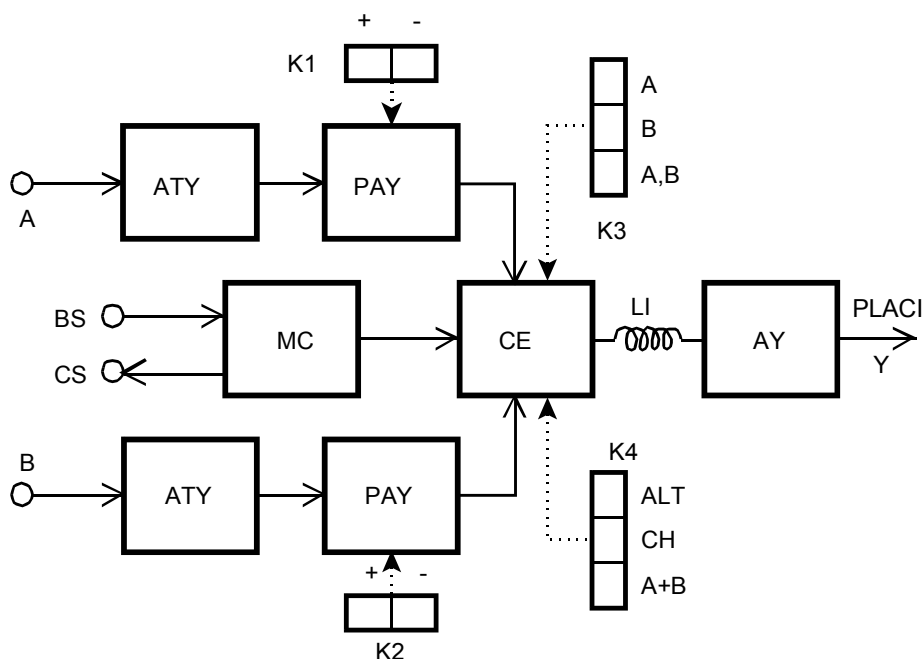 + -
K1
A
B
A,B
K3
ATY
PAY
A
BS
CS
MC
CE
LI
AY
PLACI
Y
B
ATY
PAY
K4
ALT
CH
A+B
+ -
K2